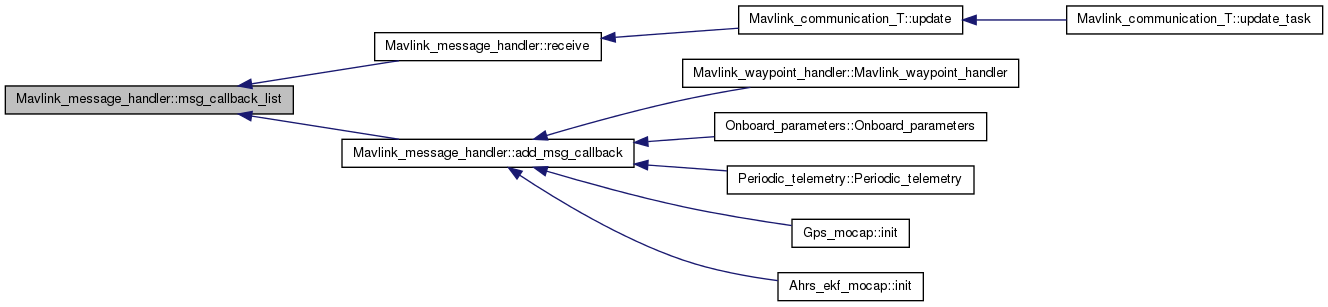 Mavlink_communication_T::update
Mavlink_communication_T::update_task
Mavlink_message_handler::receive
Mavlink_waypoint_handler::Mavlink_waypoint_handler
Mavlink_message_handler::msg_callback_list
Onboard_parameters::Onboard_parameters
Mavlink_message_handler::add_msg_callback
Periodic_telemetry::Periodic_telemetry
Gps_mocap::init
Ahrs_ekf_mocap::init